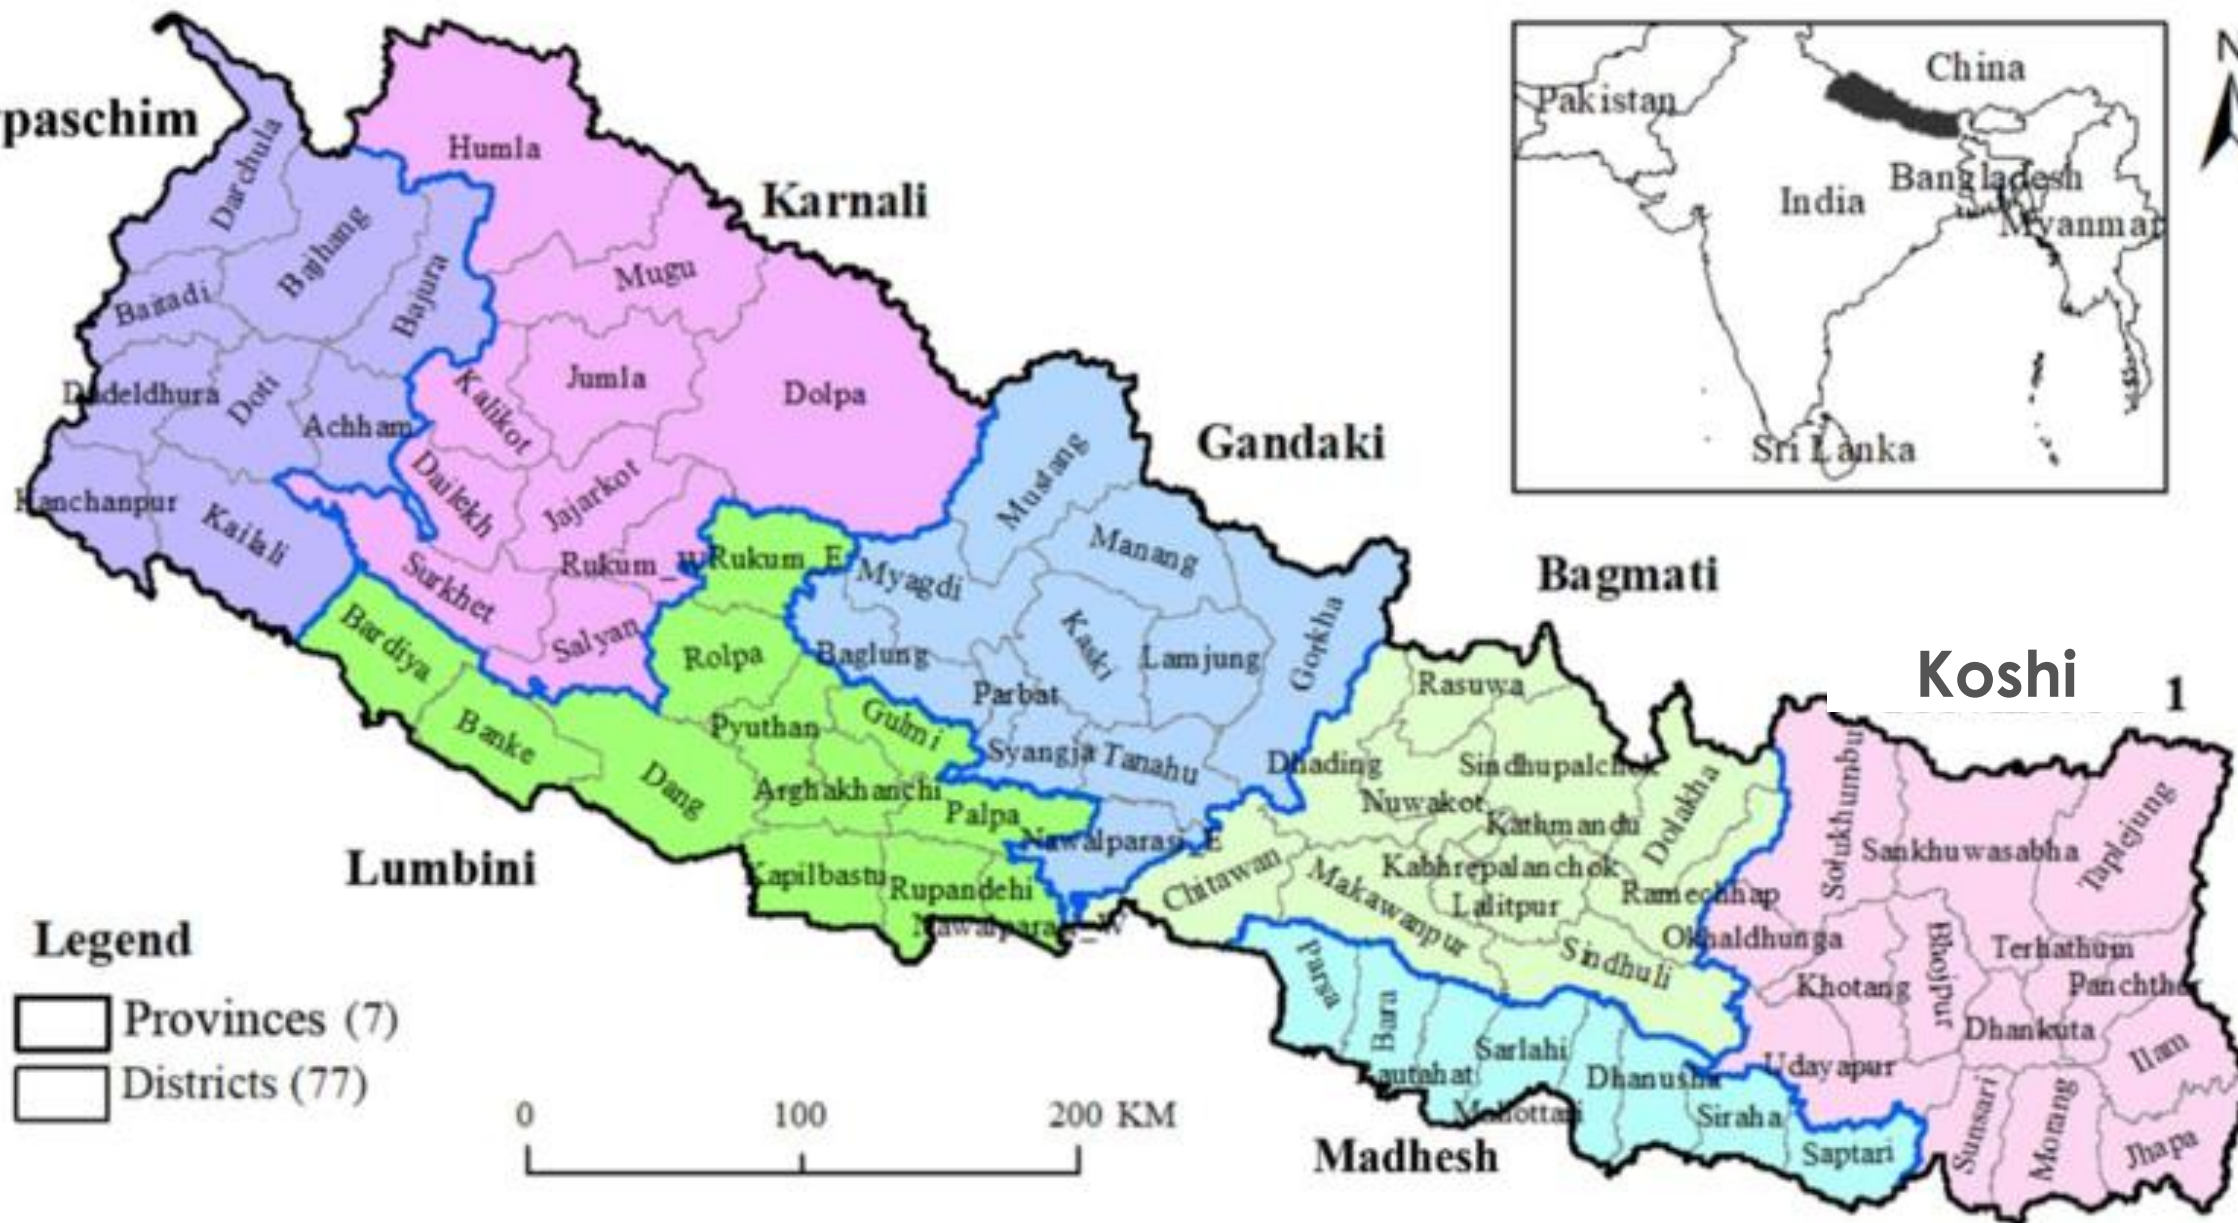 paschim
Karnali
Gandaki
Bagmati
Koshi
1
Lumbini
Madhesh
Darchula
Bajhang
Bajura
Baitadi
Dadeldhura
Doti
Achham
Kanchanpur
Kailali
Humla
Mugu
Jumla
Dolpa
Kalikot
Dailekh
Jajarkot
Rukum_W
Surkhet
Salyan
Rukum_E
Rolpa
Bardiya
Banke
Dang
Pyuthan
Gulmi
Arghakhanchi
Palpa
Kapilbastu
Rupandehi
Nawalparasi_W
Mustang
Manang
Myagdi
Kaski
Lamjung
Gorkha
Baglung
Parbat
Syangja
Tanahu
Nawalparasi_E
Rasuwa
Dhading
Sindhupalchok
Nuwakot
Kathmandu
Dolakha
Kabhrepalanchok
Lalitpur
Ramechhap
Chitawan
Makawanpur
Sindhuli
Parsa
Bara
Rautahat
Sarlahi
Mahottari
Dhanusha
Siraha
Saptari
Solukhumbu
Sankhuwasabha
Taplejung
Okhaldhunga
Khotang
Bhojpur
Terhathum
Panchthar
Dhankuta
Ilam
Udayapur
Sunsari
Morang
Jhapa
China
Pakistan
India
Bangladesh
Myanmar
Sri Lanka
N
Legend
Provinces (7)
Districts (77)
0 100 200 KM